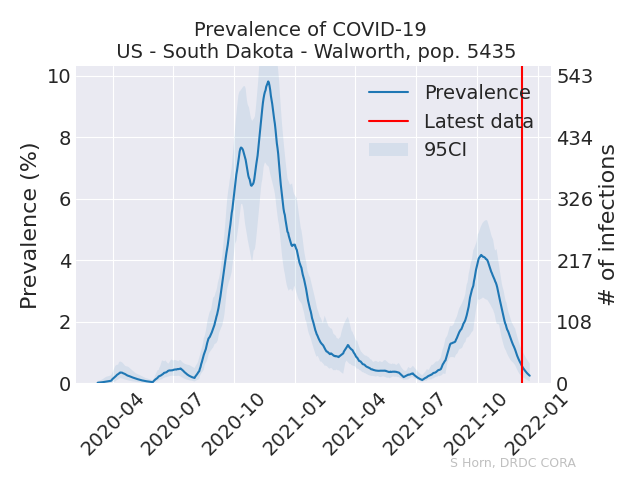 Prevalence of COVID-19
US - South Dakota - Walworth, pop. 5435
Prevalence (%)
10
8
6
4
2
0
Prevalence
Latest data
95CI
543
434
326
217
108
0
# of infections
2020-04
2020-07
2020-10
2021-01
2021-04
2021-07
2021-10
2022-01
S Horn, DRDC CORA